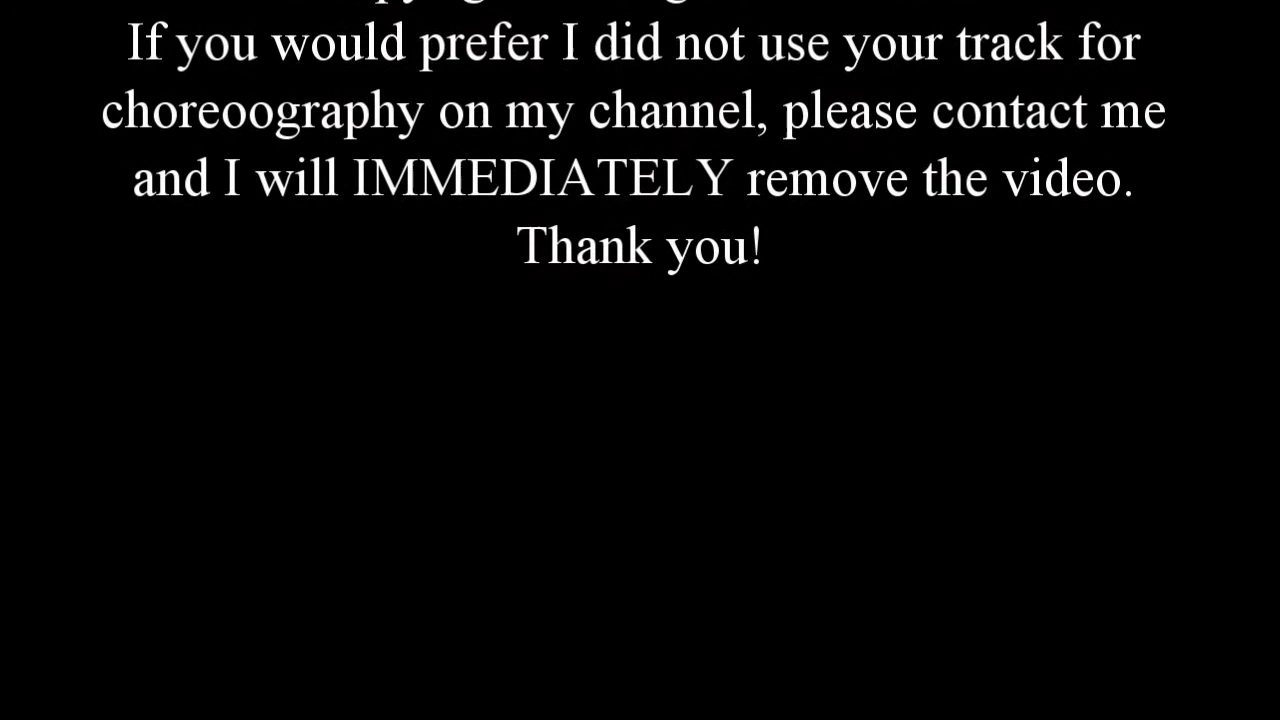 If you would prefer I did not use your track for
choreoography on my channel, please contact me
and I will IMMEDIATELY remove the video.
Thank you!